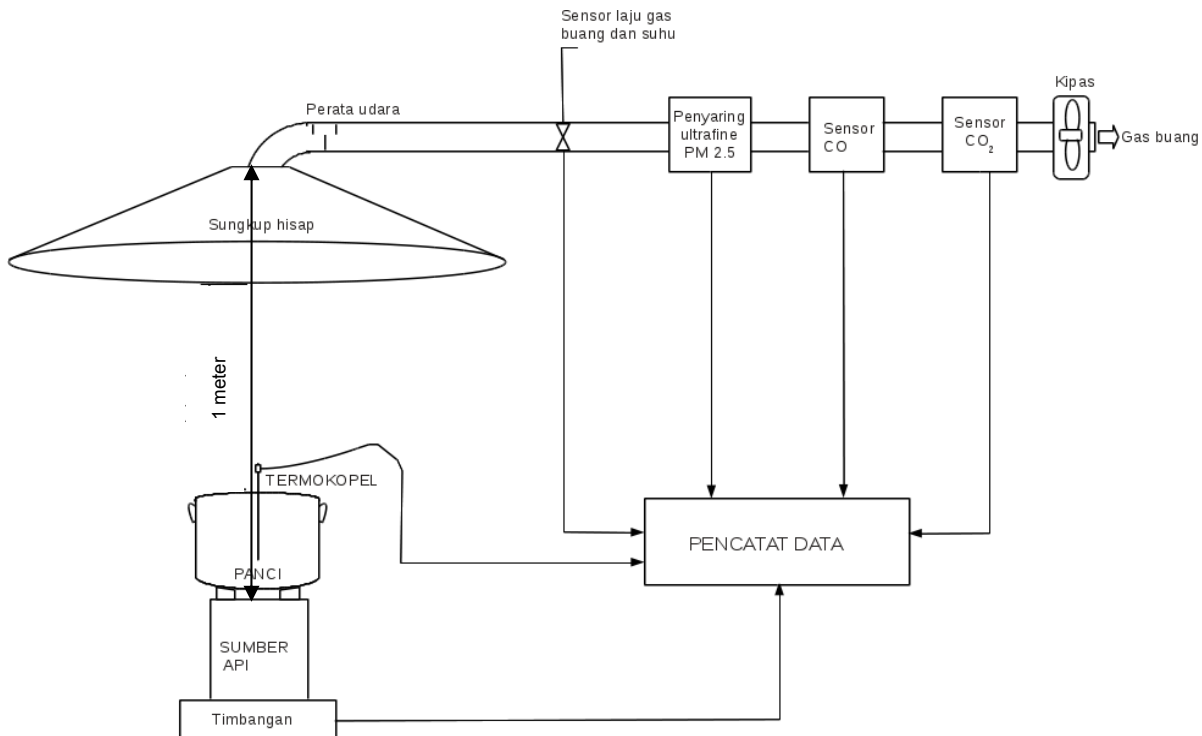 Sensor laju gas
buang dan suhu
Kipas
Perata udara
Penyaring
ultrafine
PM 2.5
Sensor
CO
Sensor
CO₂
Gas buang
Sungkup hisap
1 meter
TERMOKOPEL
PANCI
PENCATAT DATA
SUMBER
API
Timbangan